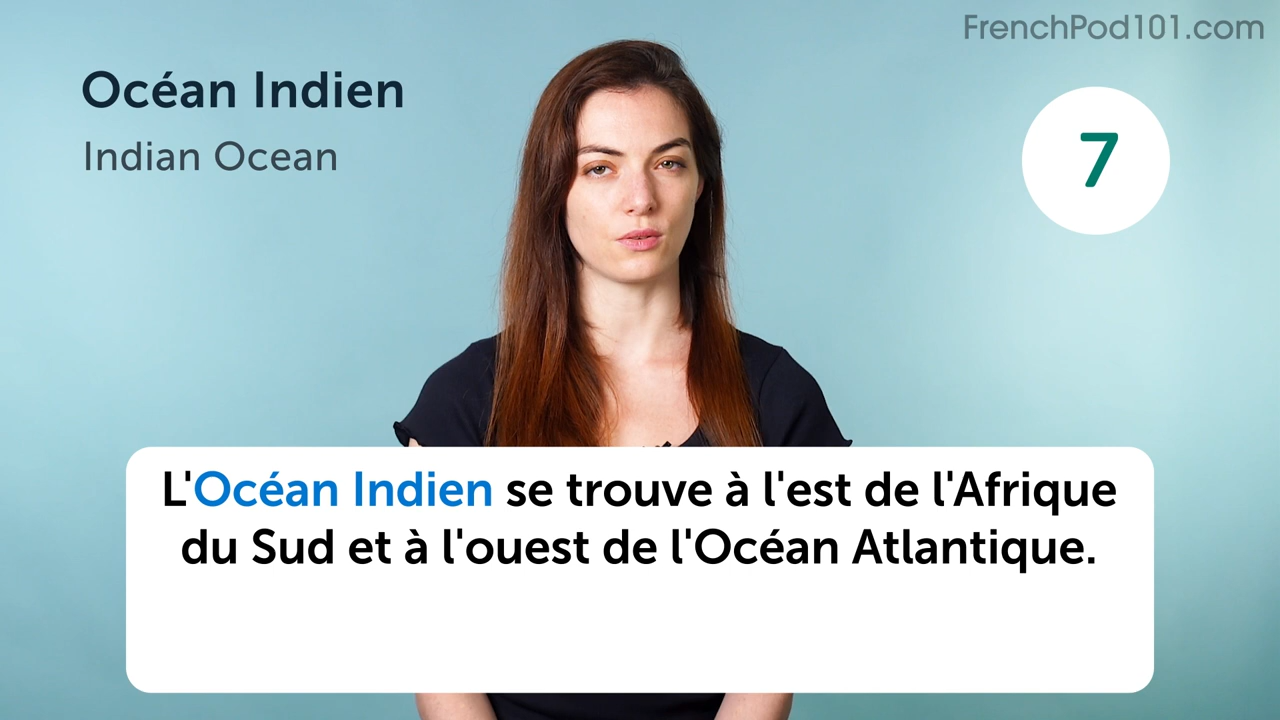 FrenchPod101.com
Océan Indien
Indian Ocean
7
L'Océan Indien se trouve à l'est de l'Afrique
du Sud et à l'ouest de l'Océan Atlantique.